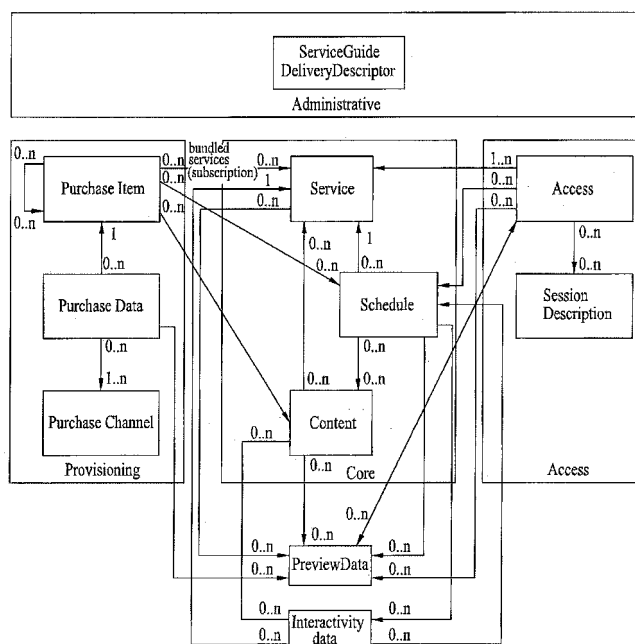 ServiceGuide
DeliveryDescriptor
Administrative
bundled
services
(subscription)
0..n
0..n
0..n
0..n
0..n
0..n
1
0..n
1..n
0..n
0..n
Purchase Item
Service
Access
0..n
1
0..n
0..n
0..n
1
0..n
0..n
0..n
Purchase Data
Schedule
Session
Description
0..n
1..n
0..n
0..n
0..n
Purchase Channel
Content
0..n
0..n
Provisioning
Core
Access
0..n
0..n
0..n
0..n
0..n
0..n
0..n
PreviewData
0..n
0..n
0..n
0..n
Interactivity
data